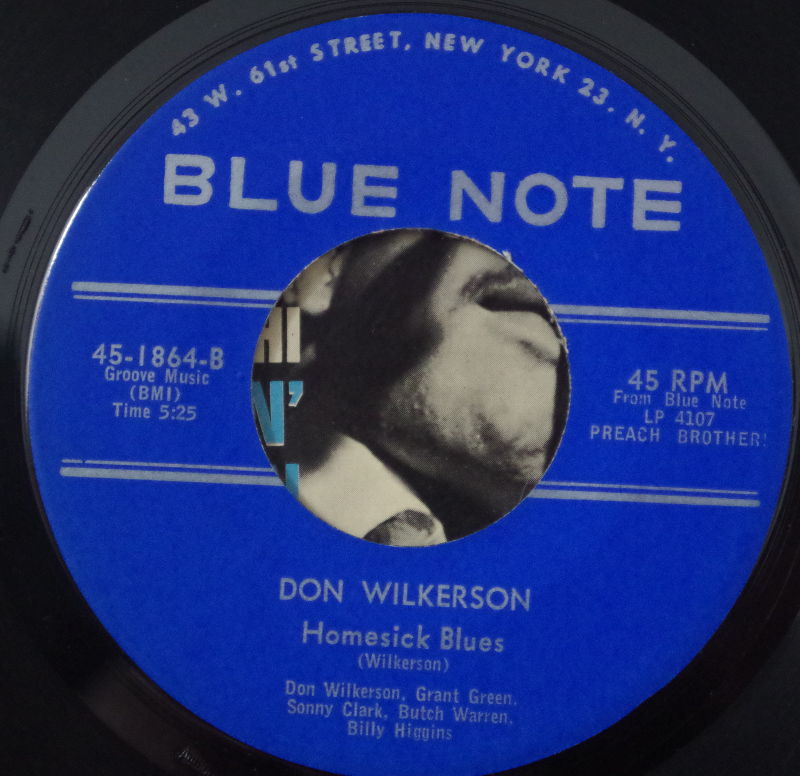 43 W. 61st STREET, NEW YORK 23, N. Y.
BLUE NOTE
45-1864-B
Groove Music
(BMI)
Time 5:25
HI
N'
45 RPM
From Blue Note
LP 4107
PREACH BROTHER!
DON WILKERSON
Homesick Blues
(Wilkerson)
Don Wilkerson, Grant Green,
Sonny Clark, Butch Warren,
Billy Higgins